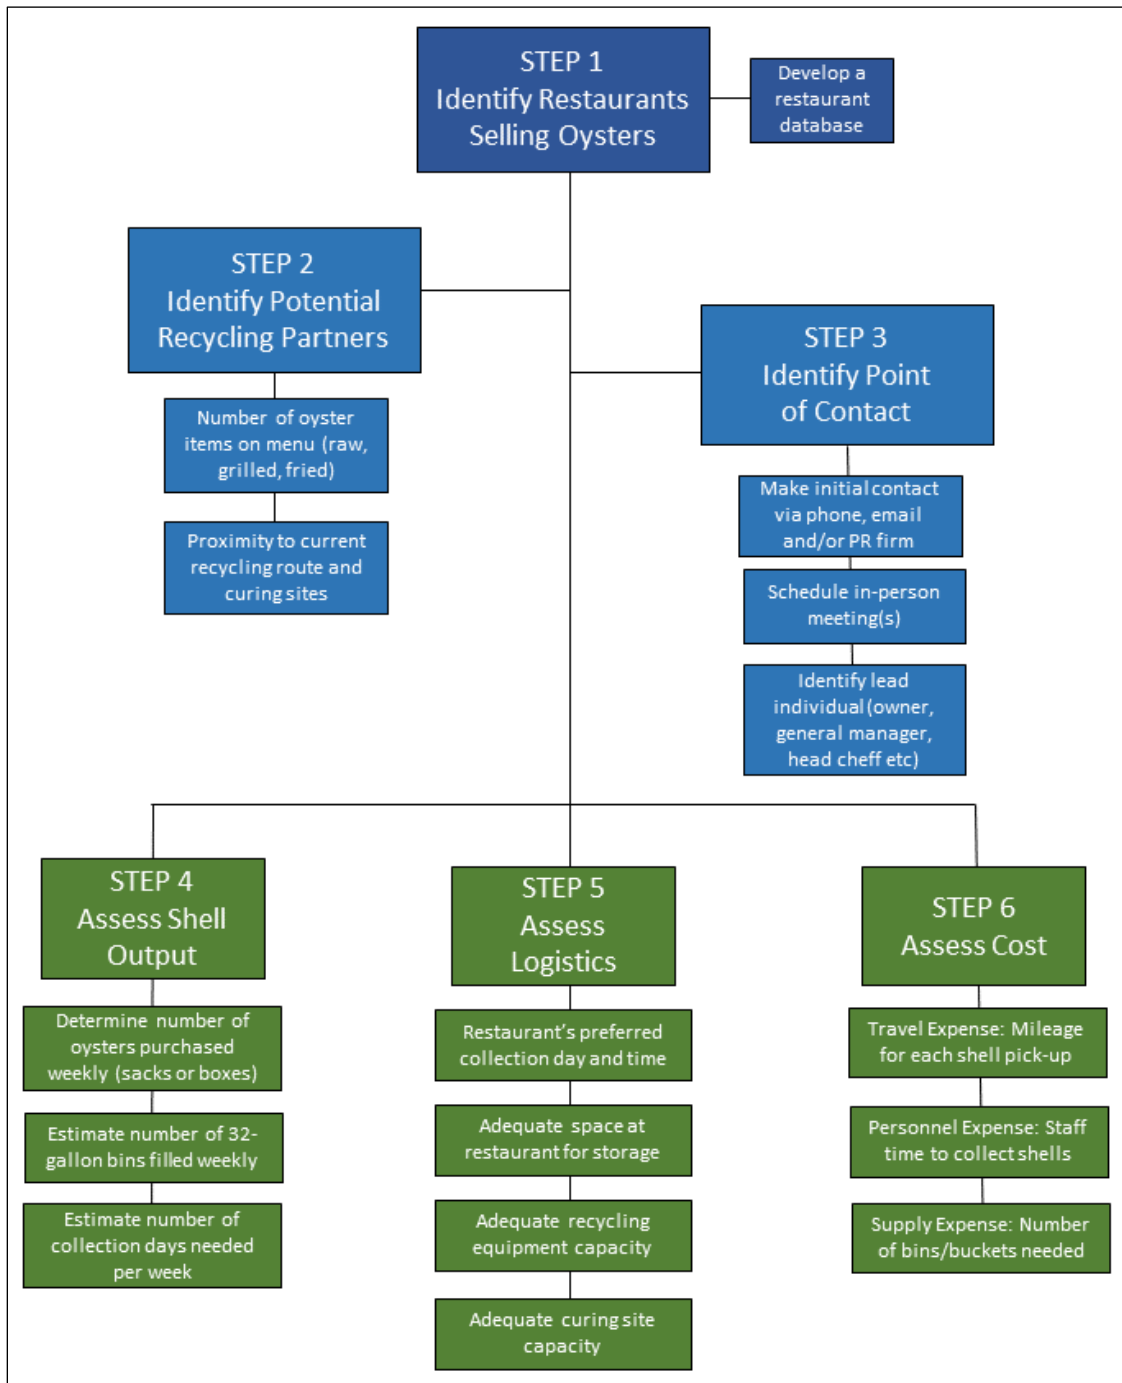 STEP 1
Identify Restaurants
Selling Oysters
Develop a
restaurant
database
STEP 2
Identify Potential
Recycling Partners
Number of oyster
items on menu (raw,
grilled, fried)
Proximity to current
recycling route and
curing sites
STEP 3
Identify Point
of Contact
Make initial contact
via phone, email
and/or PR firm
Schedule in-person
meeting(s)
Identify lead
individual (owner,
general manager,
head cheff etc)
STEP 4
Assess Shell
Output
Determine number of
oysters purchased
weekly (sacks or boxes)
Estimate number of 32-
gallon bins filled weekly
Estimate number of
collection days needed
per week
STEP 5
Assess
Logistics
Restaurant’s preferred
collection day and time
Adequate space at
restaurant for storage
Adequate recycling
equipment capacity
Adequate curing site
capacity
STEP 6
Assess Cost
Travel Expense: Mileage
for each shell pick-up
Personnel Expense: Staff
time to collect shells
Supply Expense: Number
of bins/buckets needed